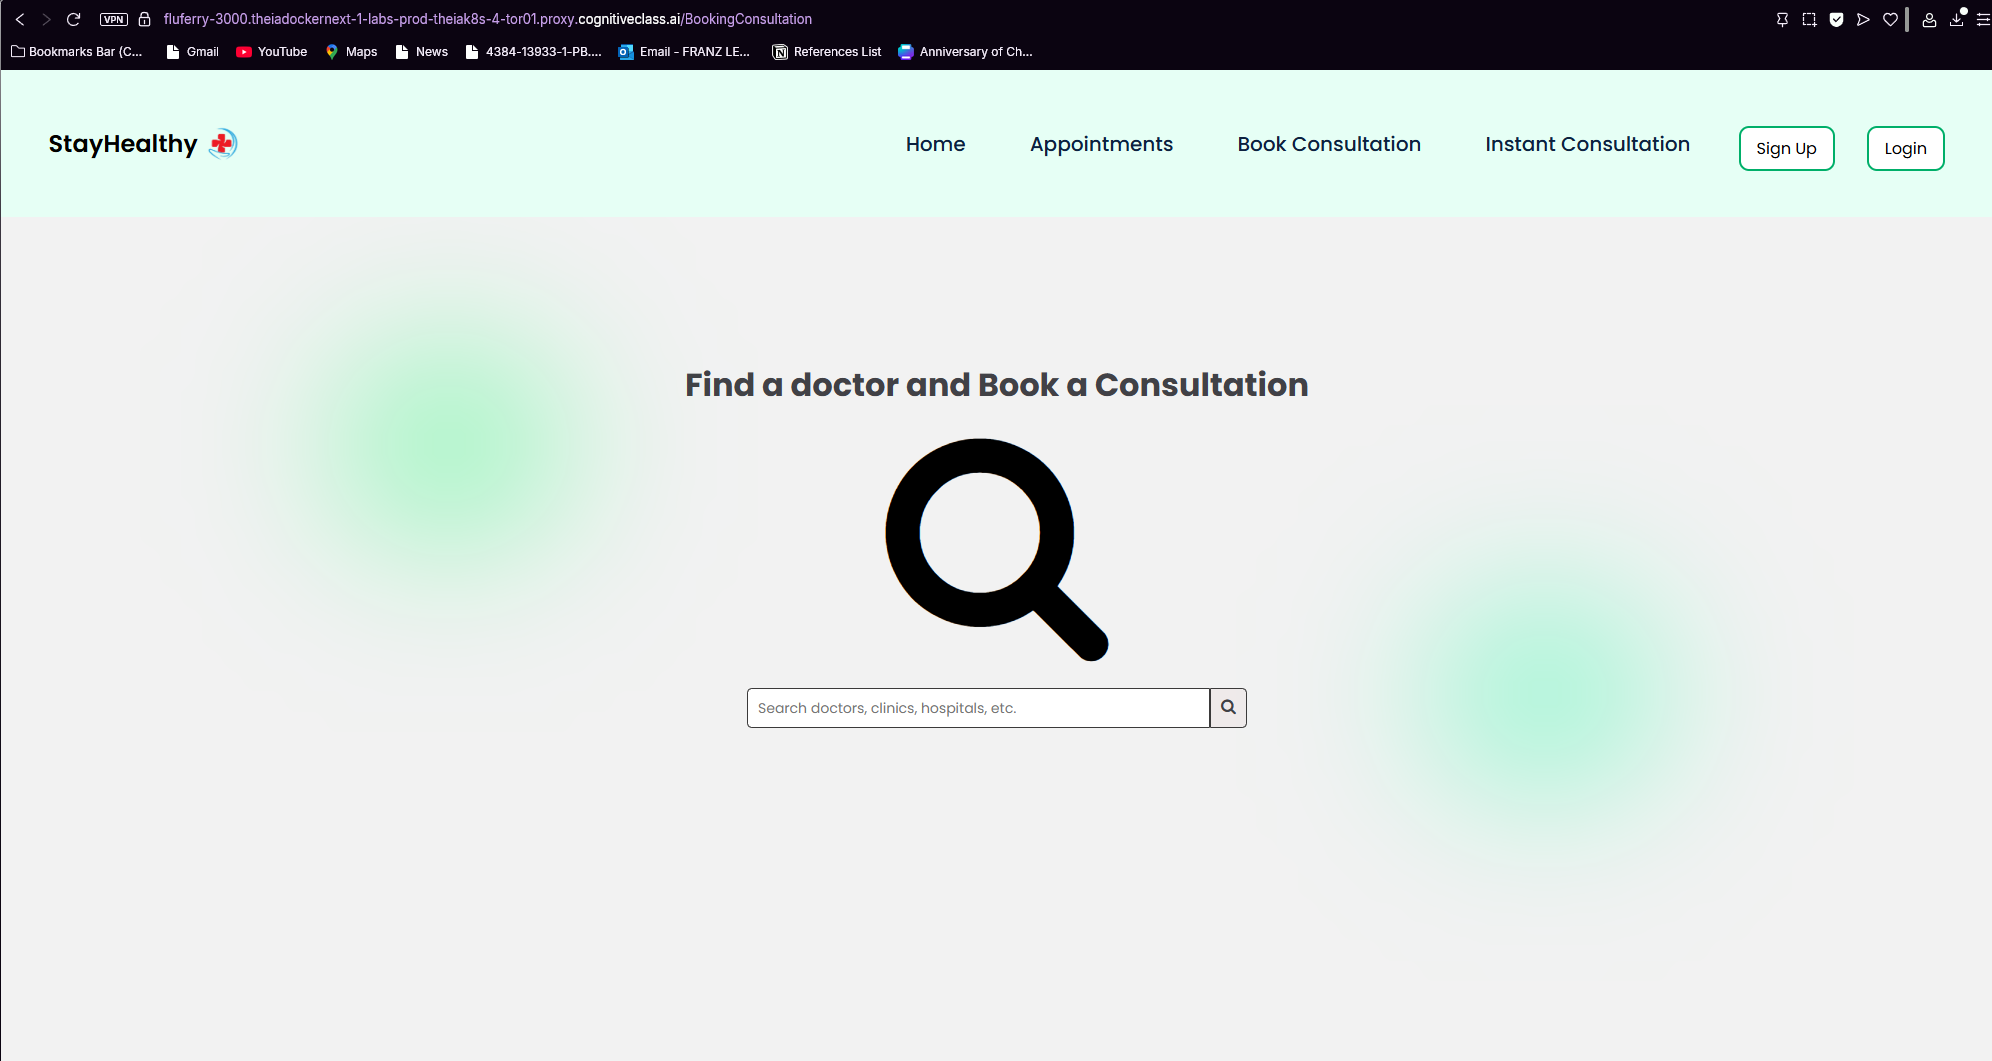 VPN fluferry-3000.theiadockernext-1-labs-prod-theiak8s-4-tor01.proxy.cognitiveclass.ai/BookingConsultation
Bookmarks Bar (C... Gmail YouTube Maps News 4384-13933-1-PB.... Email - FRANZ LE... References List Anniversary of Ch...
StayHealthy Home Appointments Book Consultation Instant Consultation Sign Up Login
Find a doctor and Book a Consultation
Search doctors, clinics, hospitals, etc.